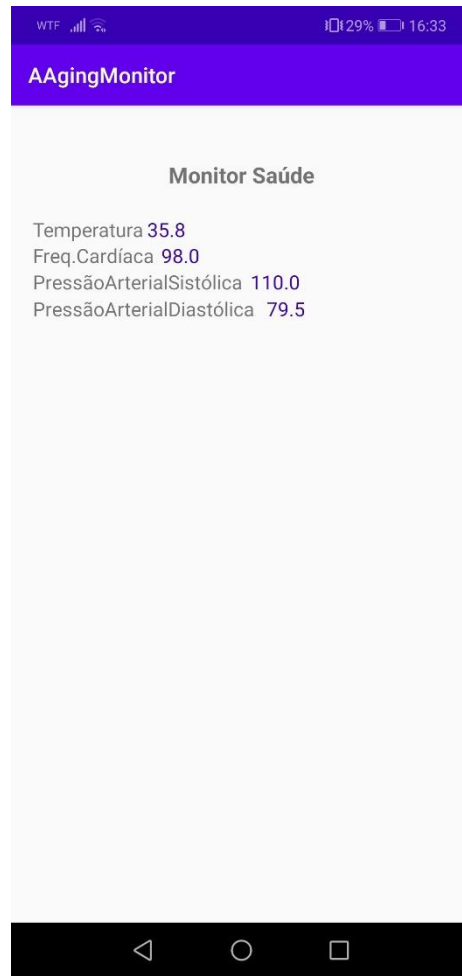 WTF 29% 16:33
AAgingMonitor
Monitor Saúde
Temperatura 35.8
Freq.Cardíaca 98.0
PressãoArterialSistólica 110.0
PressãoArterialDiastólica 79.5